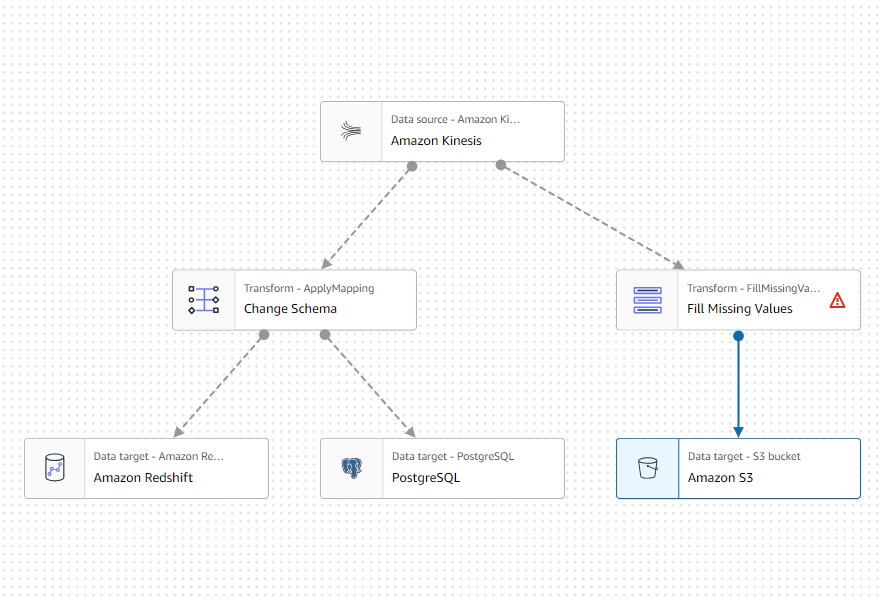 Data source - Amazon Ki...
Amazon Kinesis
Transform - ApplyMapping
Change Schema
Transform - FillMissingVa...
Fill Missing Values
Data target - Amazon Re...
Amazon Redshift
Data target - PostgreSQL
PostgreSQL
Data target - S3 bucket
Amazon S3